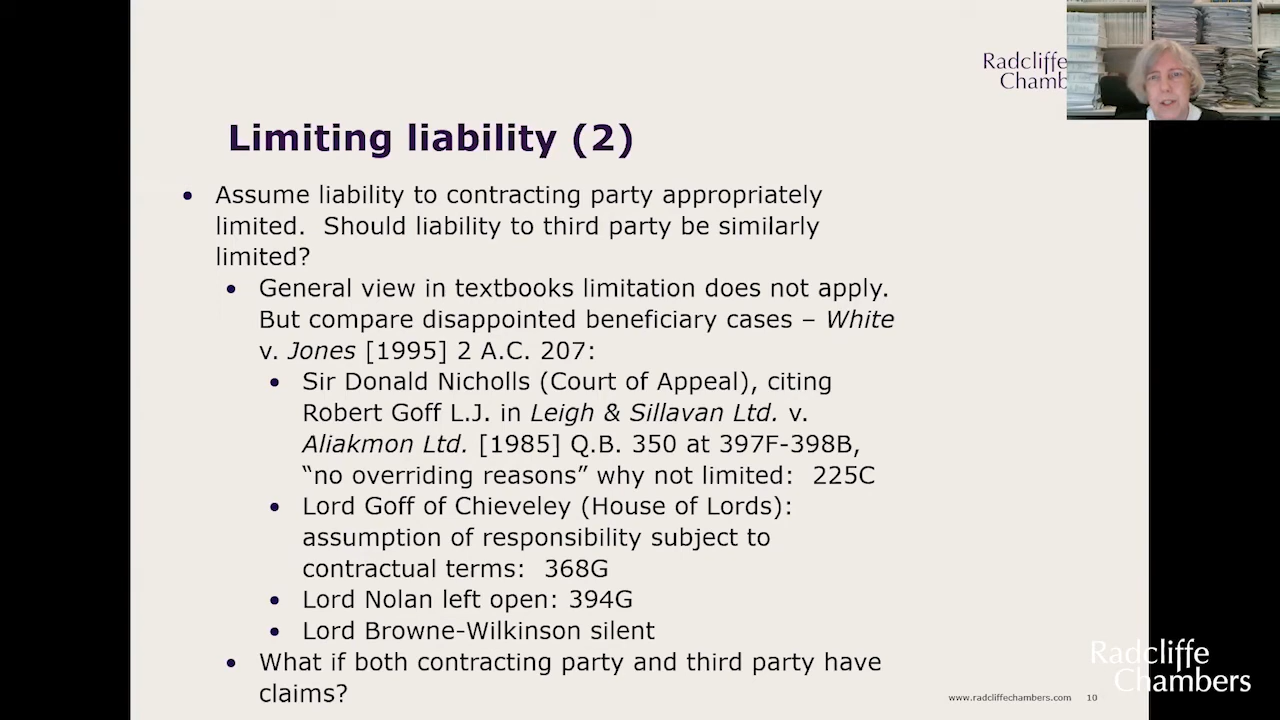 Radcliffe
Chamb
Limiting liability (2)
• Assume liability to contracting party appropriately
limited. Should liability to third party be similarly
limited?
• General view in textbooks limitation does not apply.
But compare disappointed beneficiary cases – White
v. Jones [1995] 2 A.C. 207:
• Sir Donald Nicholls (Court of Appeal), citing
Robert Goff L.J. in Leigh & Sillavan Ltd. v.
Aliakmon Ltd. [1985] Q.B. 350 at 397F-398B,
“no overriding reasons” why not limited: 225C
• Lord Goff of Chieveley (House of Lords):
assumption of responsibility subject to
contractual terms: 368G
• Lord Nolan left open: 394G
• Lord Browne-Wilkinson silent
• What if both contracting party and third party have
claims?
www.radcliffechambers.com 10
Radcliffe
Chambers